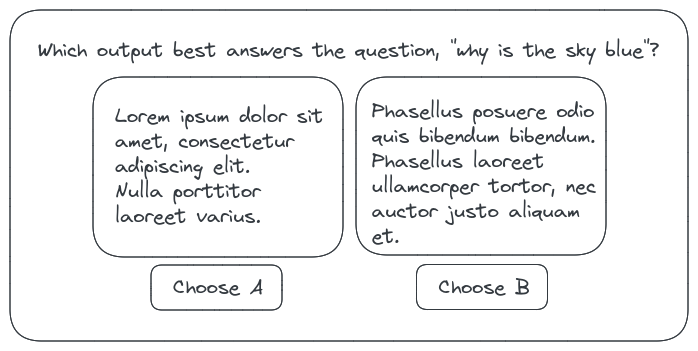 Which output best answers the question, "why is the sky blue"?
Lorem ipsum dolor sit
amet, consectetur
adipiscing elit.
Nulla porttitor
laoreet varius.
Phasellus posuere odio
quis bibendum bibendum.
Phasellus laoreet
ullamcorper tortor, nec
auctor justo aliquam
et.
Choose A
Choose B